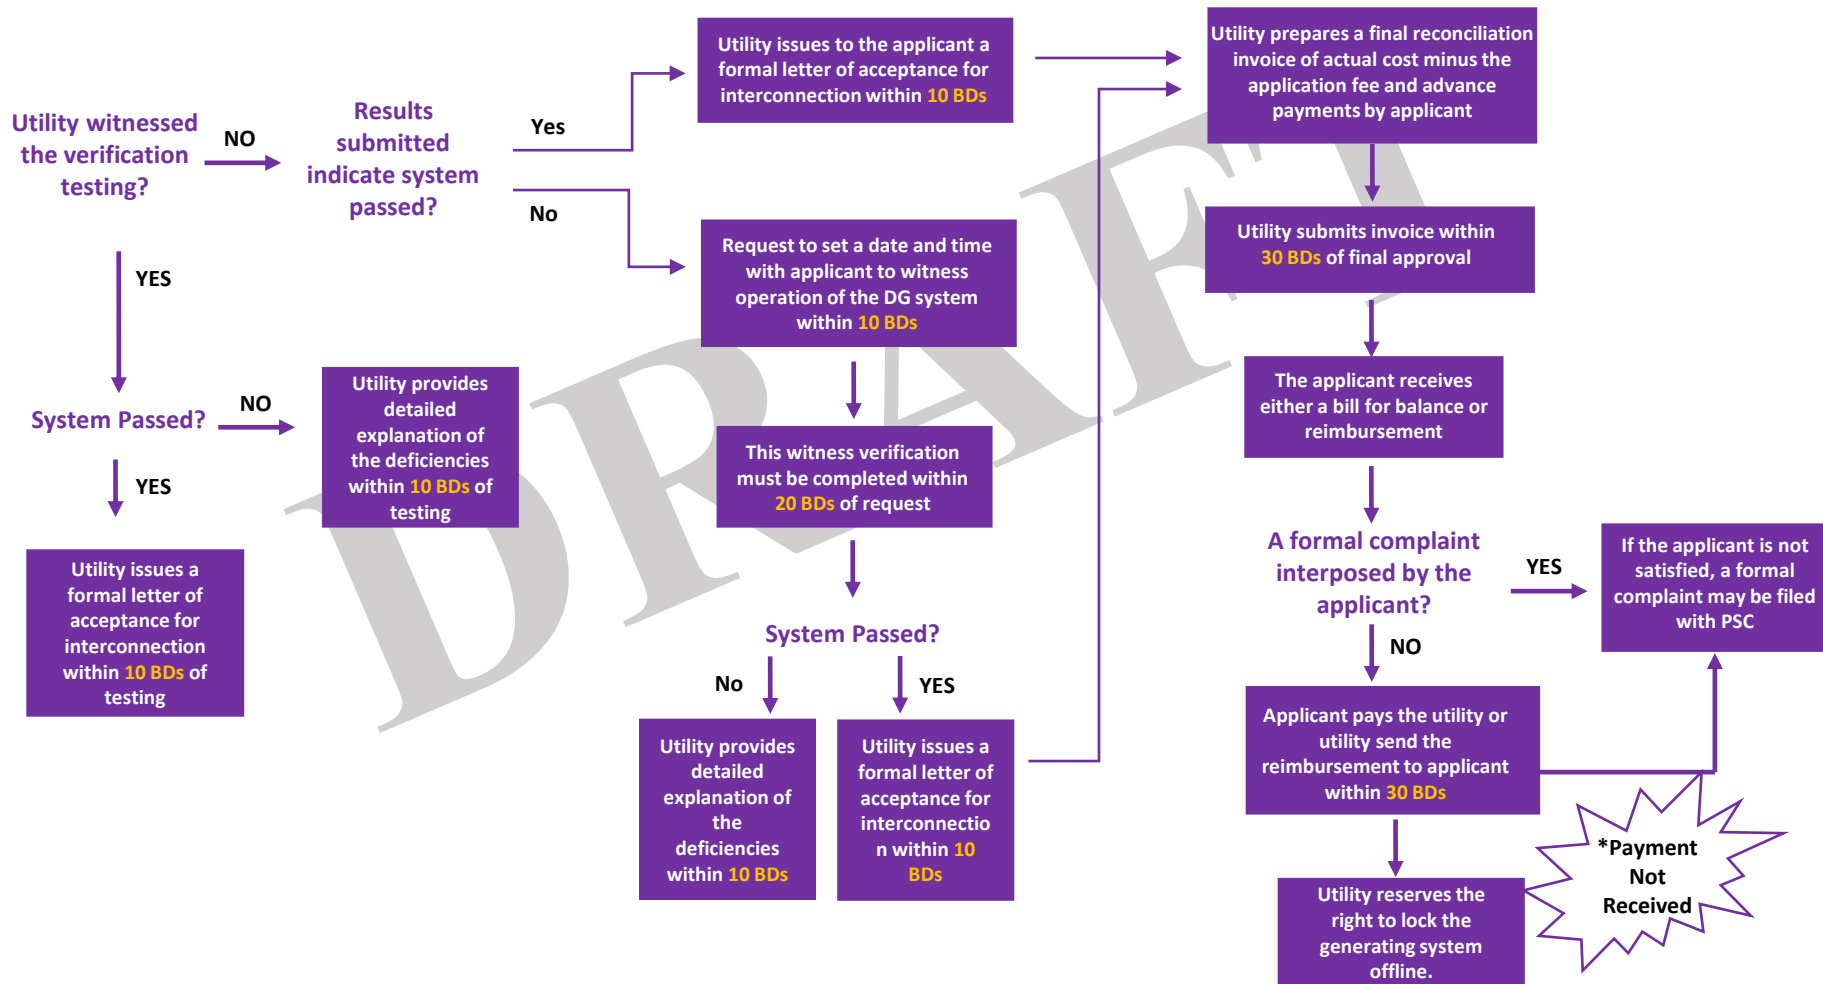 Utility witnessed
the verification
testing?
NO
Results
submitted
indicate system
passed?
Yes
No
Utility issues to the applicant a
formal letter of acceptance for
interconnection within 10 BDs
Utility prepares a final reconciliation
invoice of actual cost minus the
application fee and advance
payments by applicant
YES
Request to set a date and time
with applicant to witness
operation of the DG system
within 10 BDs
Utility submits invoice within
30 BDs of final approval
System Passed?
NO
Utility provides
detailed
explanation of
the deficiencies
within 10 BDs of
testing
This witness verification
must be completed within
20 BDs of request
The applicant receives
either a bill for balance or
reimbursement
YES
Utility issues a
formal letter of
acceptance for
interconnection
within 10 BDs of
testing
System Passed?
No
YES
Utility provides
detailed
explanation of
the
deficiencies
within 10 BDs
Utility issues a
formal letter of
acceptance for
interconnectio
n within 10
BDs
A formal complaint
interposed by the
applicant?
YES
If the applicant is not
satisfied, a formal
complaint may be filed
with PSC
NO
Applicant pays the utility or
utility send the
reimbursement to applicant
within 30 BDs
*Payment
Not
Received
Utility reserves the
right to lock the
generating system
offline.
DRAFT